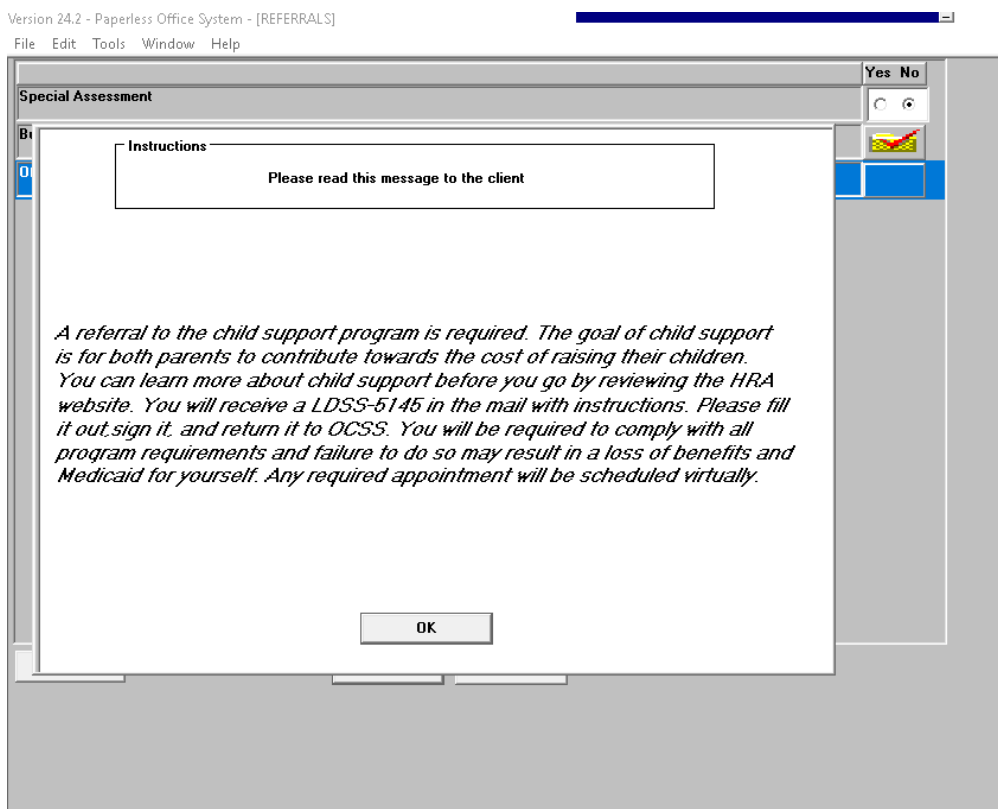 Version 24.2 - Paperless Office System - [REFERRALS]
File Edit Tools Window Help
Yes No
Special Assessment
Instructions
Please read this message to the client
A referral to the child support program is required. The goal of child support
is for both parents to contribute towards the cost of raising their children.
You can learn more about child support before you go by reviewing the HRA
website. You will receive a LDSS-5145 in the mail with instructions. Please fill
it out,sign it, and return it to OCSS. You will be required to comply with all
program requirements and failure to do so may result in a loss of benefits and
Medicaid for yourself. Any required appointment will be scheduled virtually.
OK